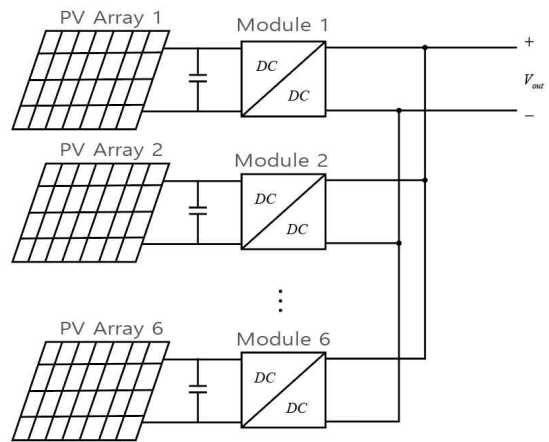 PV Array 1
Module 1
DC
DC
+
V_out
−
PV Array 2
Module 2
DC
DC
⋮
PV Array 6
Module 6
DC
DC